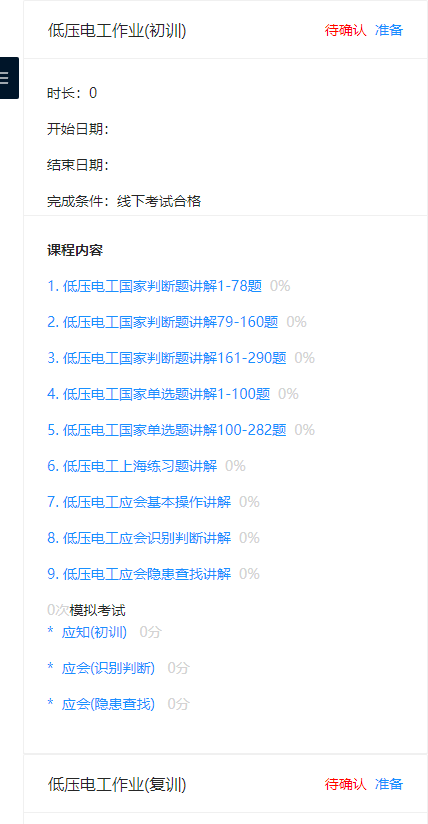 低压电工作业(初训) 待确认 准备
时长：0
开始日期：
结束日期：
完成条件：线下考试合格
课程内容
1. 低压电工国家判断题讲解1-78题 0%
2. 低压电工国家判断题讲解79-160题 0%
3. 低压电工国家判断题讲解161-290题 0%
4. 低压电工国家单选题讲解1-100题 0%
5. 低压电工国家单选题讲解100-282题 0%
6. 低压电工上海练习题讲解 0%
7. 低压电工应会基本操作讲解 0%
8. 低压电工应会识别判断讲解 0%
9. 低压电工应会隐患查找讲解 0%
0次模拟考试
* 应知(初训) 0分
* 应会(识别判断) 0分
* 应会(隐患查找) 0分
低压电工作业(复训) 待确认 准备